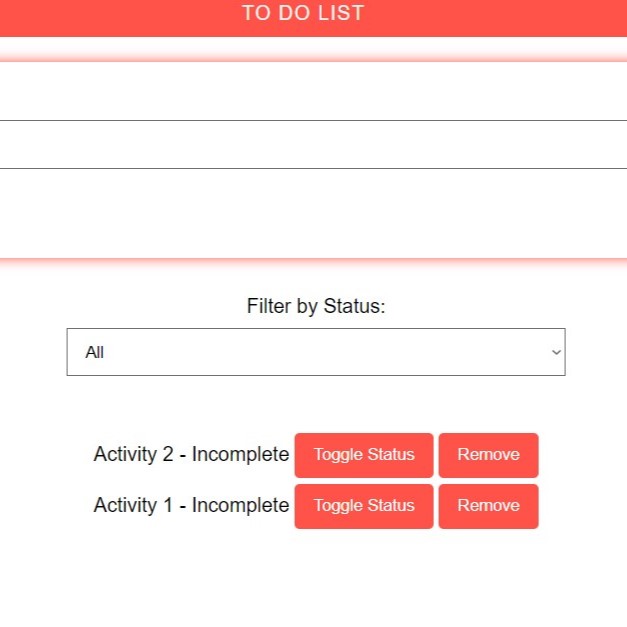 TO DO LIST
Filter by Status:
All
Activity 2 - Incomplete Toggle Status Remove
Activity 1 - Incomplete Toggle Status Remove